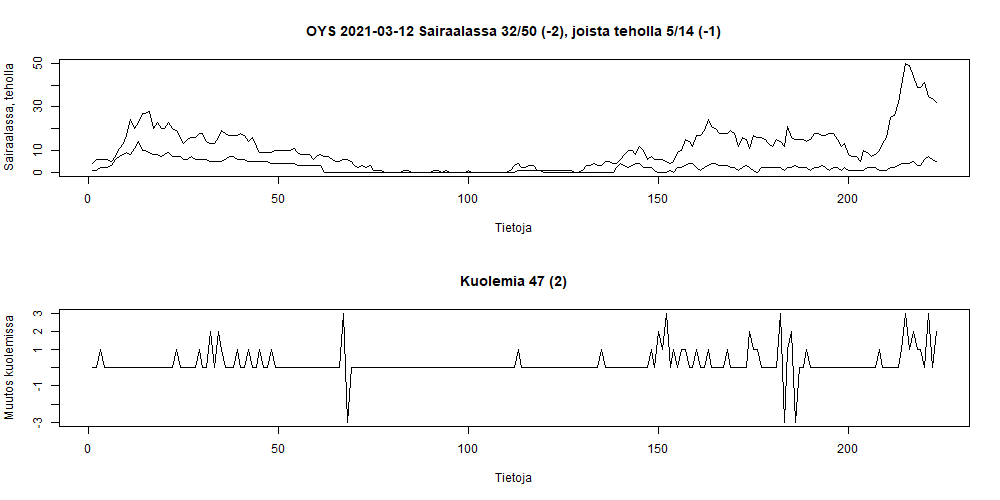 OYS 2021-03-12 Sairaalassa 32/50 (-2), joista teholla 5/14 (-1)
Sairaalassa, teholla
50
30
10
0
0 50 100 150 200
Tietoja
Kuolemia 47 (2)
Muutos kuolemissa
3
2
1
-1
-3
0 50 100 150 200
Tietoja